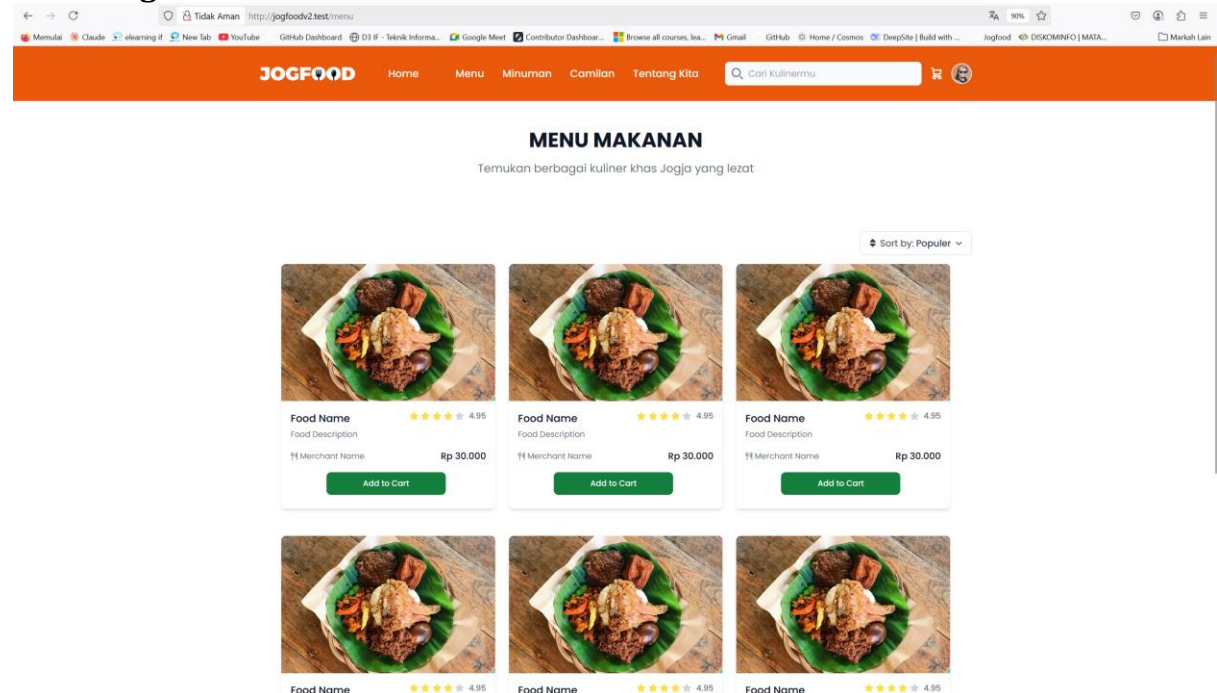 Tidak Aman http://jogfoodv2.test/menu 90%
Memulai Claude elearning if New Tab YouTube GitHub Dashboard D3 IF - Teknik Informa... Google Meet Contributor Dashboar... Browse all courses, lea... Gmail GitHub Home / Cosmos DeepSite | Build with ... Jogfood DISKOMINFO | MATA... Markah Lain
JOGFOOD Home Menu Minuman Camilan Tentang Kita Cari Kulinermu
MENU MAKANAN
Temukan berbagai kuliner khas Jogja yang lezat
Sort by: Populer
Food Name 4.95 Food Name 4.95 Food Name 4.95
Food Description Food Description Food Description
Merchant Name Rp 30.000 Merchant Name Rp 30.000 Merchant Name Rp 30.000
Add to Cart Add to Cart Add to Cart
Food Name 4.95 Food Name 4.95 Food Name 4.95